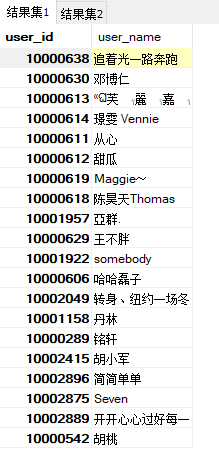 结果集1 结果集2
user_id user_name
10000638 追着光一路奔跑
10000630 邓博仁
10000613 芙 麗 嘉
10000614 璟雯 Vennie
10000611 从心
10000612 甜瓜
10000619 Maggie～
10000618 陈昊天Thomas
10001957 亞群.
10000629 王不胖
10001922 somebody
10000606 哈哈磊子
10002049 转身、纽约一场冬
10001158 丹林
10000289 铭轩
10002415 胡小军
10002896 简简单单
10002875 Seven
10002889 开开心心过好每一
10000542 胡桃